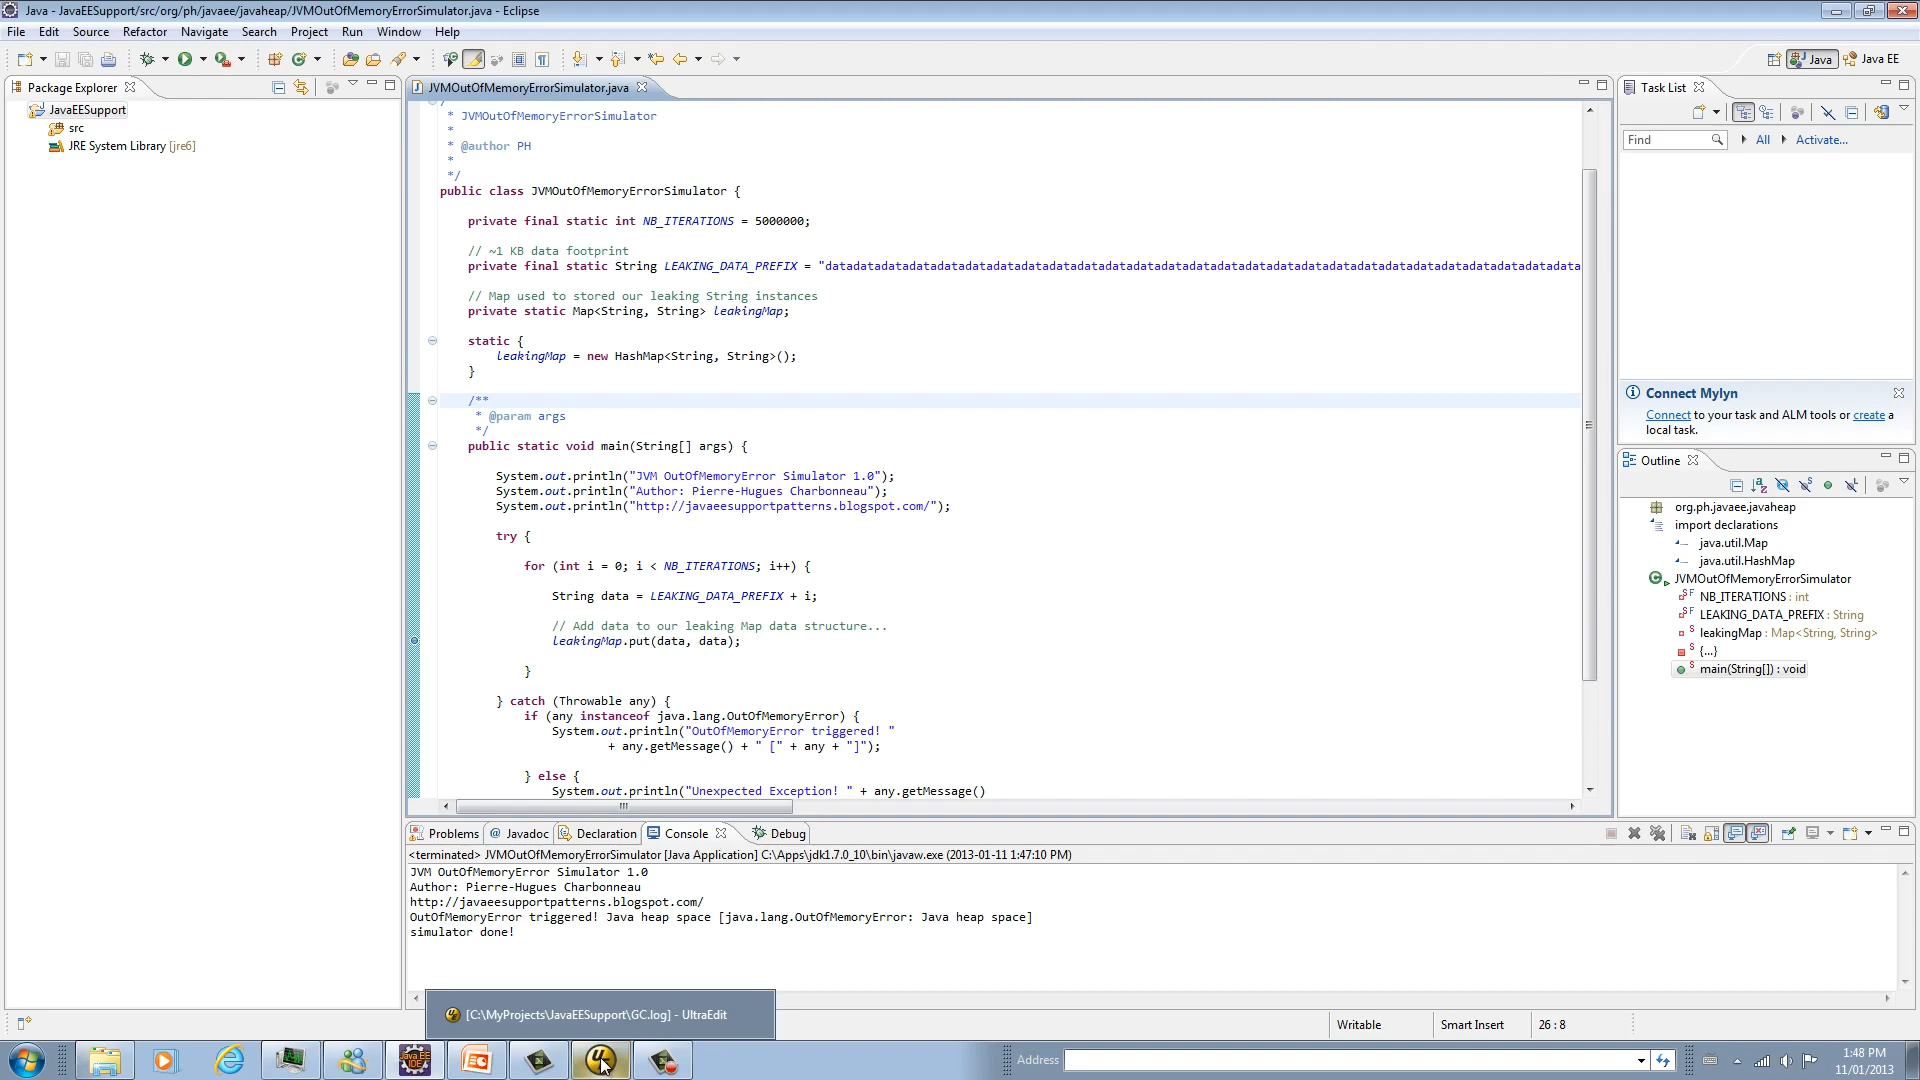 Java - JavaEESupport/src/org/ph/javaee/javaheap/JVMOutOfMemoryErrorSimulator.java - Eclipse
File Edit Source Refactor Navigate Search Project Run Window Help
Java Java EE
Package Explorer
JavaEESupport
src
JRE System Library [jre6]
JVMOutOfMemoryErrorSimulator.java
* JVMOutOfMemoryErrorSimulator
*
* @author PH
*
*/
public class JVMOutOfMemoryErrorSimulator {
private final static int NB_ITERATIONS = 5000000;
// ~1 KB data footprint
private final static String LEAKING_DATA_PREFIX = "datadatadatadatadatadatadatadatadatadatadatadatadatadatadatadatadatadatadatadatadatadatadatadatadatadatadata
// Map used to stored our leaking String instances
private static Map<String, String> leakingMap;
static {
leakingMap = new HashMap<String, String>();
}
/**
* @param args
*/
public static void main(String[] args) {
System.out.println("JVM OutOfMemoryError Simulator 1.0");
System.out.println("Author: Pierre-Hugues Charbonneau");
System.out.println("http://javaeesupportpatterns.blogspot.com/");
try {
for (int i = 0; i < NB_ITERATIONS; i++) {
String data = LEAKING_DATA_PREFIX + i;
// Add data to our leaking Map data structure...
leakingMap.put(data, data);
}
} catch (Throwable any) {
if (any instanceof java.lang.OutOfMemoryError) {
System.out.println("OutOfMemoryError triggered! "
+ any.getMessage() + " [" + any + "]");
} else {
System.out.println("Unexpected Exception! " + any.getMessage()
Task List
Find All Activate...
Connect Mylyn
Connect to your task and ALM tools or create a
local task.
Outline
org.ph.javaee.javaheap
import declarations
java.util.Map
java.util.HashMap
JVMOutOfMemoryErrorSimulator
NB_ITERATIONS : int
LEAKING_DATA_PREFIX : String
leakingMap : Map<String, String>
{...}
main(String[]) : void
Problems @ Javadoc Declaration Console Debug
<terminated> JVMOutOfMemoryErrorSimulator [Java Application] C:\Apps\jdk1.7.0_10\bin\javaw.exe (2013-01-11 1:47:10 PM)
JVM OutOfMemoryError Simulator 1.0
Author: Pierre-Hugues Charbonneau
http://javaeesupportpatterns.blogspot.com/
OutOfMemoryError triggered! Java heap space [java.lang.OutOfMemoryError: Java heap space]
simulator done!
[C:\MyProjects\JavaEESupport\GC.log] - UltraEdit
Writable Smart Insert 26 : 8
Java EE
IDE
Address
1:48 PM
11/01/2013